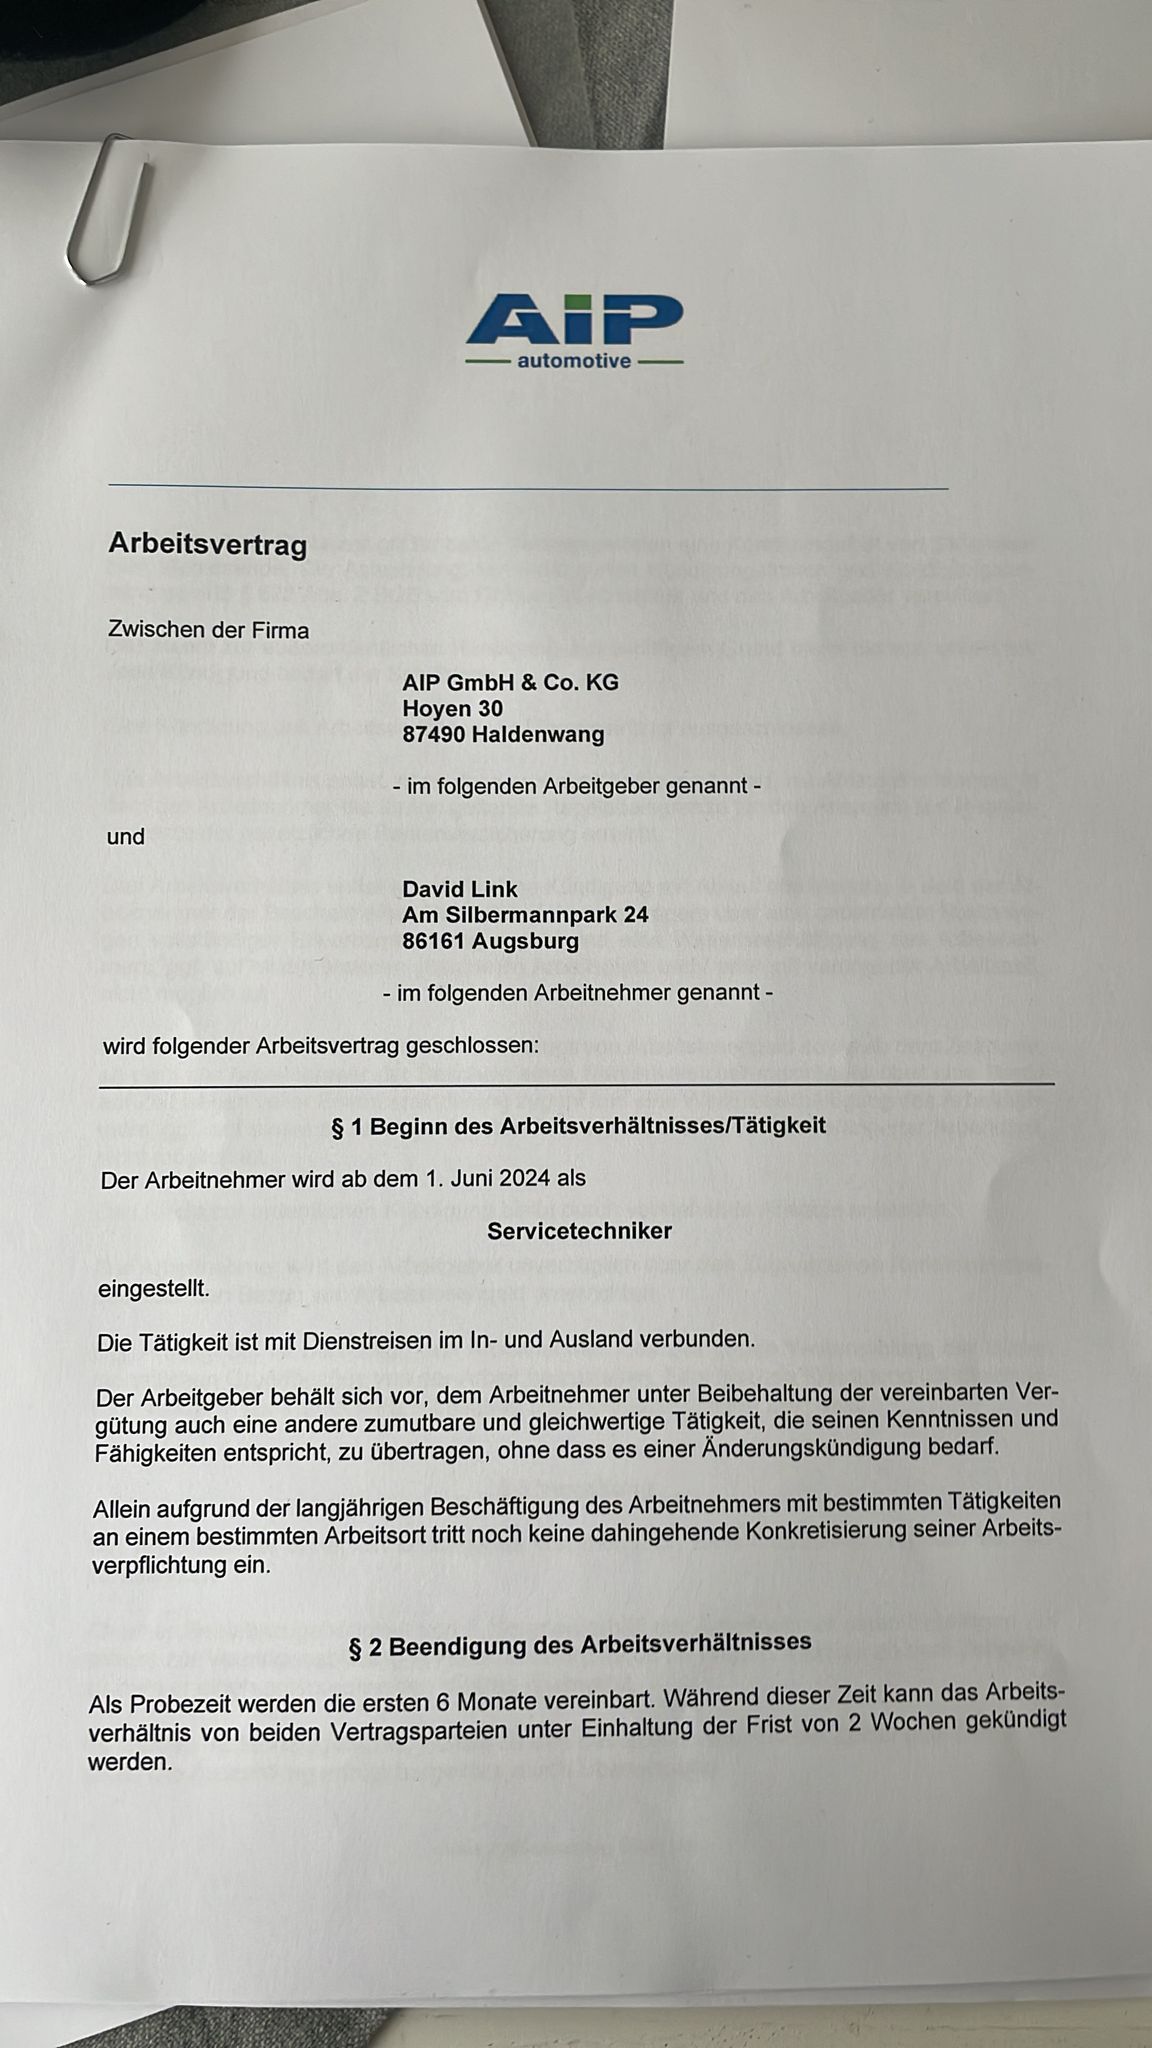 AiP
automotive
Arbeitsvertrag
Zwischen der Firma
AIP GmbH & Co. KG
Hoyen 30
87490 Haldenwang
- im folgenden Arbeitgeber genannt -
und
David Link
Am Silbermannpark 24
86161 Augsburg
- im folgenden Arbeitnehmer genannt -
wird folgender Arbeitsvertrag geschlossen:
§ 1 Beginn des Arbeitsverhältnisses/Tätigkeit
Der Arbeitnehmer wird ab dem 1. Juni 2024 als
Servicetechniker
eingestellt.
Die Tätigkeit ist mit Dienstreisen im In- und Ausland verbunden.
Der Arbeitgeber behält sich vor, dem Arbeitnehmer unter Beibehaltung der vereinbarten Ver-
gütung auch eine andere zumutbare und gleichwertige Tätigkeit, die seinen Kenntnissen und
Fähigkeiten entspricht, zu übertragen, ohne dass es einer Änderungskündigung bedarf.
Allein aufgrund der langjährigen Beschäftigung des Arbeitnehmers mit bestimmten Tätigkeiten
an einem bestimmten Arbeitsort tritt noch keine dahingehende Konkretisierung seiner Arbeits-
verpflichtung ein.
§ 2 Beendigung des Arbeitsverhältnisses
Als Probezeit werden die ersten 6 Monate vereinbart. Während dieser Zeit kann das Arbeits-
verhältnis von beiden Vertragsparteien unter Einhaltung der Frist von 2 Wochen gekündigt
werden.